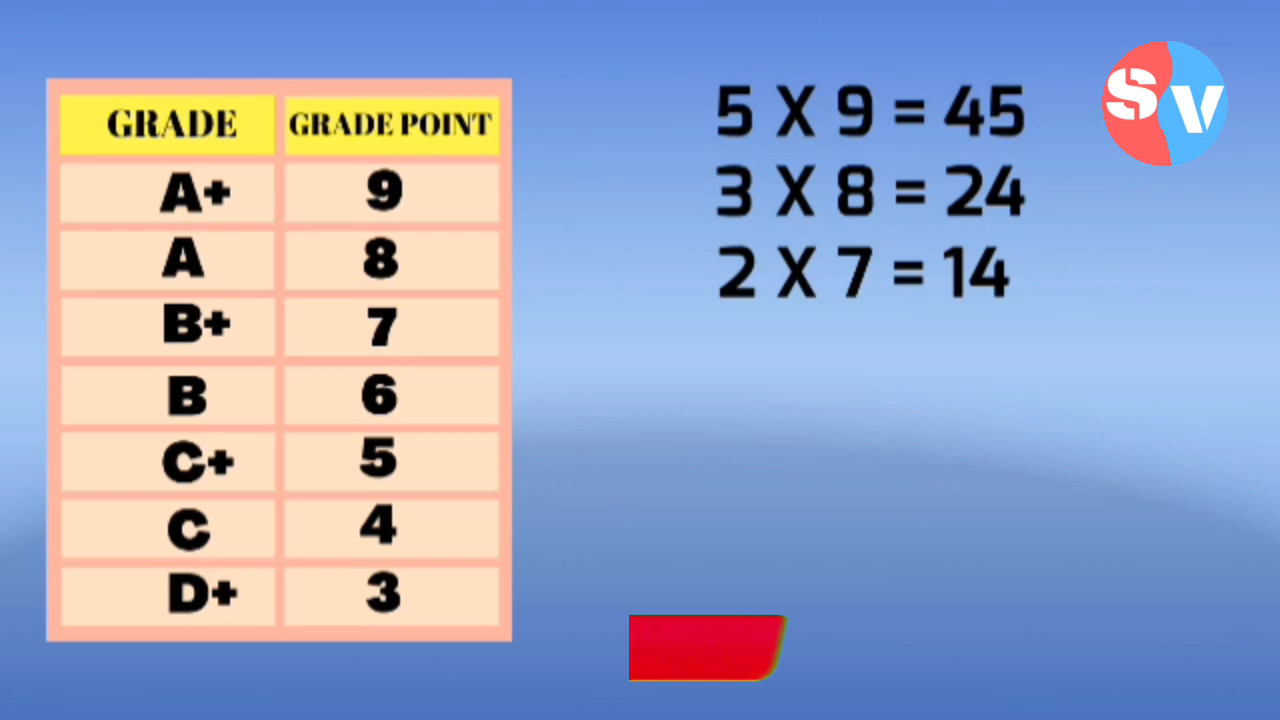 GRADE GRADE POINT
A+ 9
A 8
B+ 7
B 6
C+ 5
C 4
D+ 3
5 X 9 = 45
3 X 8 = 24
2 X 7 = 14
SV